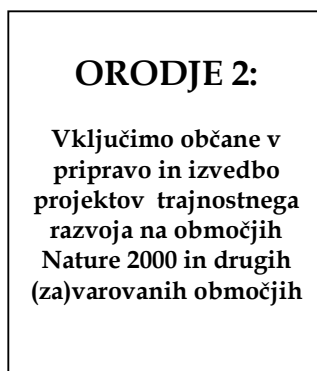 ORODJE 2:
Vključimo občane v
pripravo in izvedbo
projektov trajnostnega
razvoja na območjih
Nature 2000 in drugih
(za)varovanih območjih